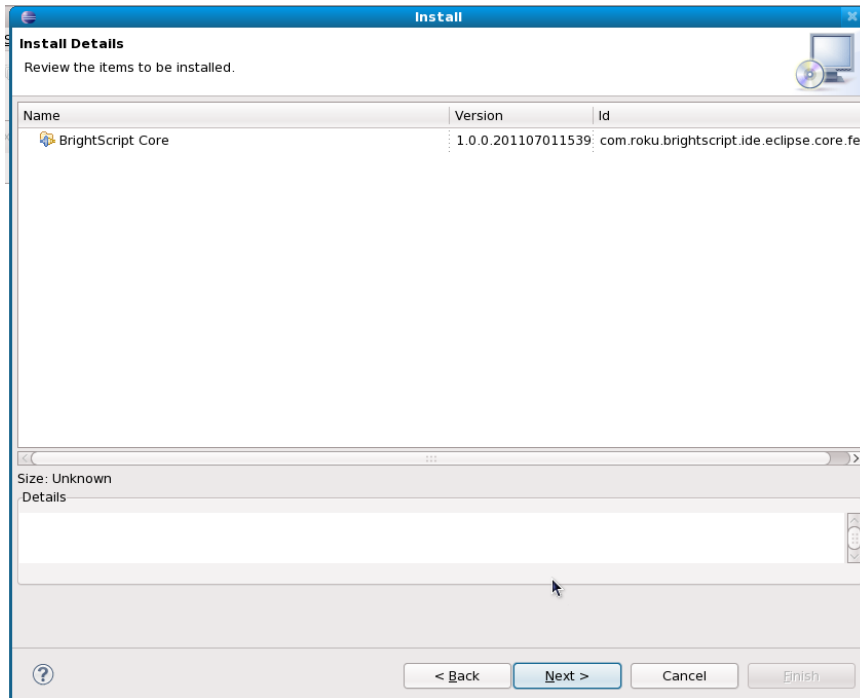 Install
Install Details
Review the items to be installed.
Name Version Id
BrightScript Core 1.0.0.201107011539 com.roku.brightscript.ide.eclipse.core.fe
Size: Unknown
Details
? < Back Next > Cancel Finish